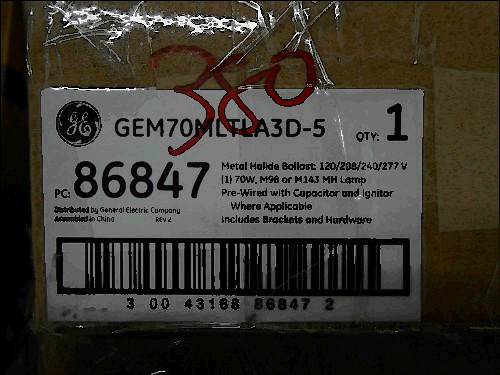 380
GE
GEM70MLTLA3D-5 QTY: 1
PC: 86847
Metal Halide Ballast: 120/208/240/277 V
(1) 70W, M98 or M143 MH Lamp
Pre-Wired with Capacitor and Ignitor
Where Applicable
Includes Brackets and Hardware
Distributed by General Electric Company
Assembled in China REV 2
3 00 43168 86847 2